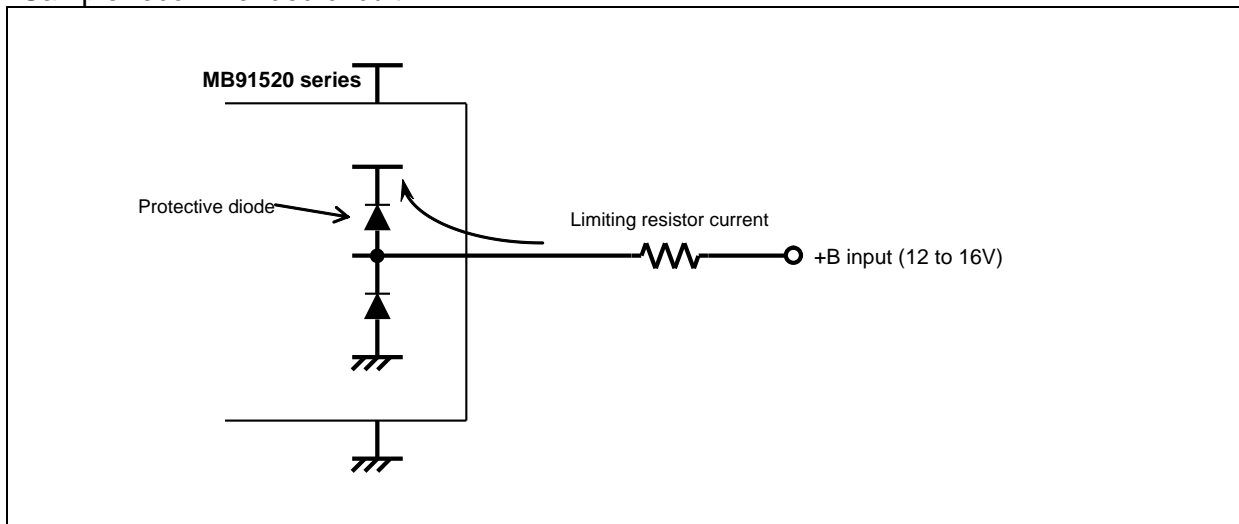 MB91520 series
Protective diode
Limiting resistor current
+B input (12 to 16V)